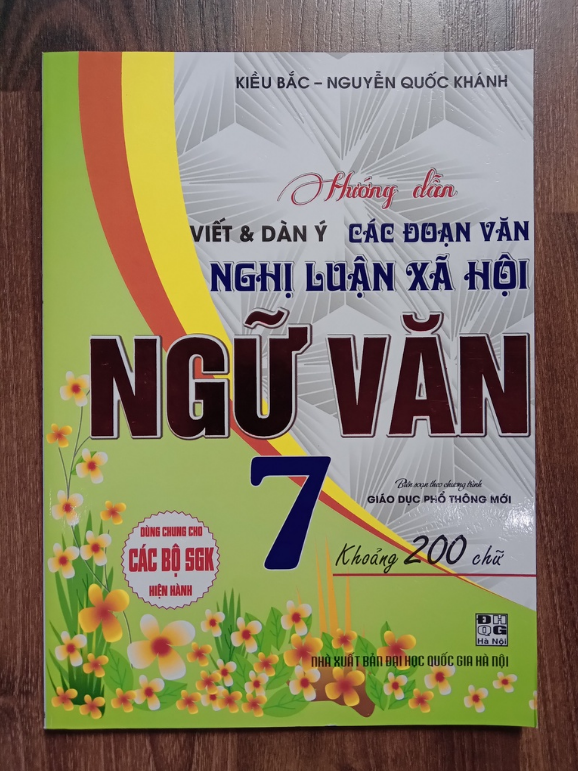 KIỀU BẮC – NGUYỄN QUỐC KHÁNH
Hướng dẫn
VIẾT & DÀN Ý CÁC ĐOẠN VĂN
NGHỊ LUẬN XÃ HỘI
NGỮ VĂN
7
Biên soạn theo chương trình
GIÁO DỤC PHỔ THÔNG MỚI
Khoảng 200 chữ
DÙNG CHUNG CHO
CÁC BỘ SGK
HIỆN HÀNH
ĐH
QG
Hà Nội
NHÀ XUẤT BẢN ĐẠI HỌC QUỐC GIA HÀ NỘI